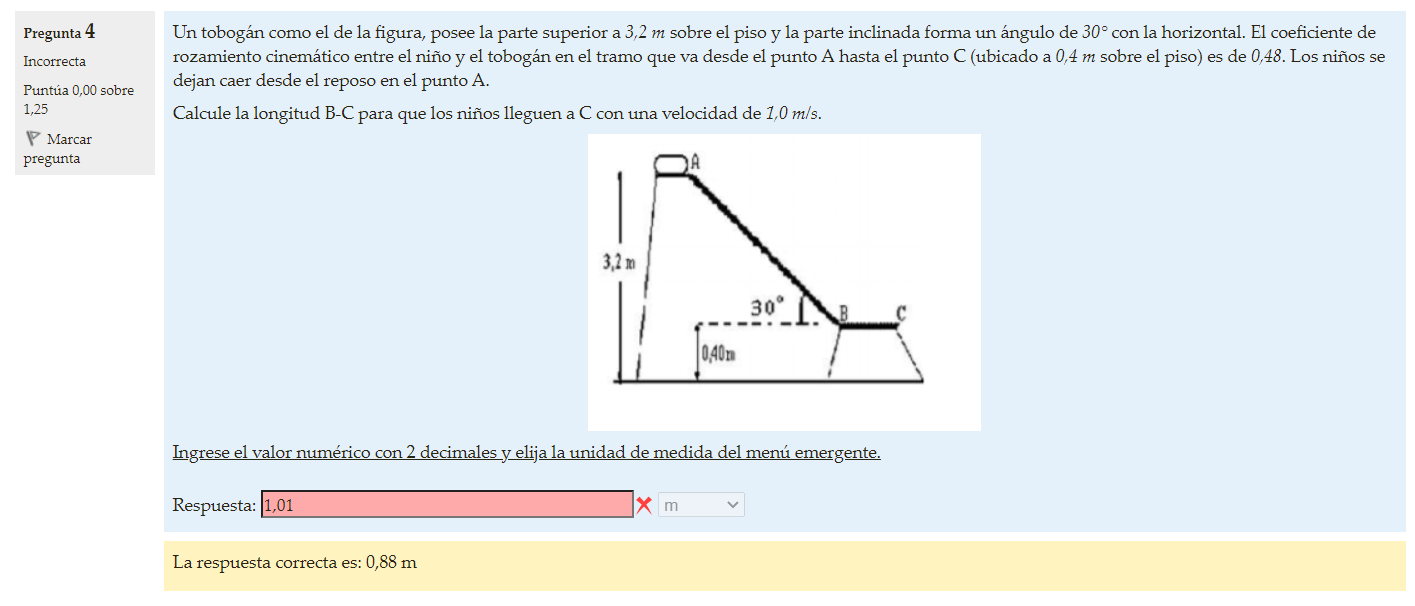 Pregunta 4
Incorrecta
Puntúa 0,00 sobre
1,25
Marcar
pregunta
Un tobogán como el de la figura, posee la parte superior a 3,2 m sobre el piso y la parte inclinada forma un ángulo de 30° con la horizontal. El coeficiente de
rozamiento cinemático entre el niño y el tobogán en el tramo que va desde el punto A hasta el punto C (ubicado a 0,4 m sobre el piso) es de 0,48. Los niños se
dejan caer desde el reposo en el punto A.
Calcule la longitud B-C para que los niños lleguen a C con una velocidad de 1,0 m/s.
A
3,2 m
30°
B
C
0,40m
Ingrese el valor numérico con 2 decimales y elija la unidad de medida del menú emergente.
Respuesta: 1,01 m
La respuesta correcta es: 0,88 m